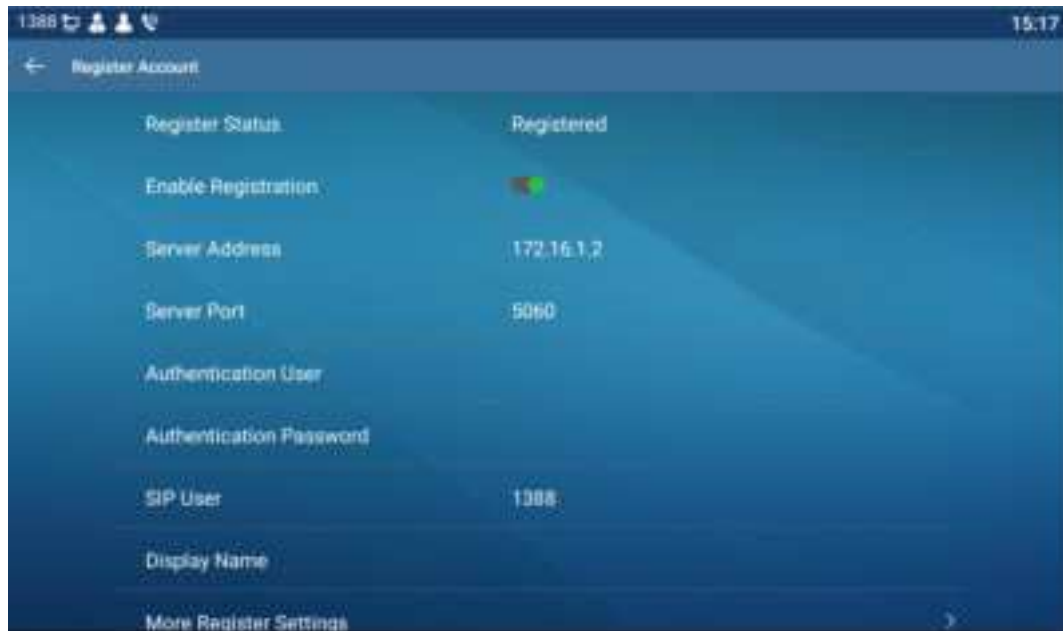 1388 15:17
Register Account
Register Status Registered
Enable Registration
Server Address 172.16.1.2
Server Port 5060
Authentication User
Authentication Password
SIP User 1388
Display Name
More Register Settings